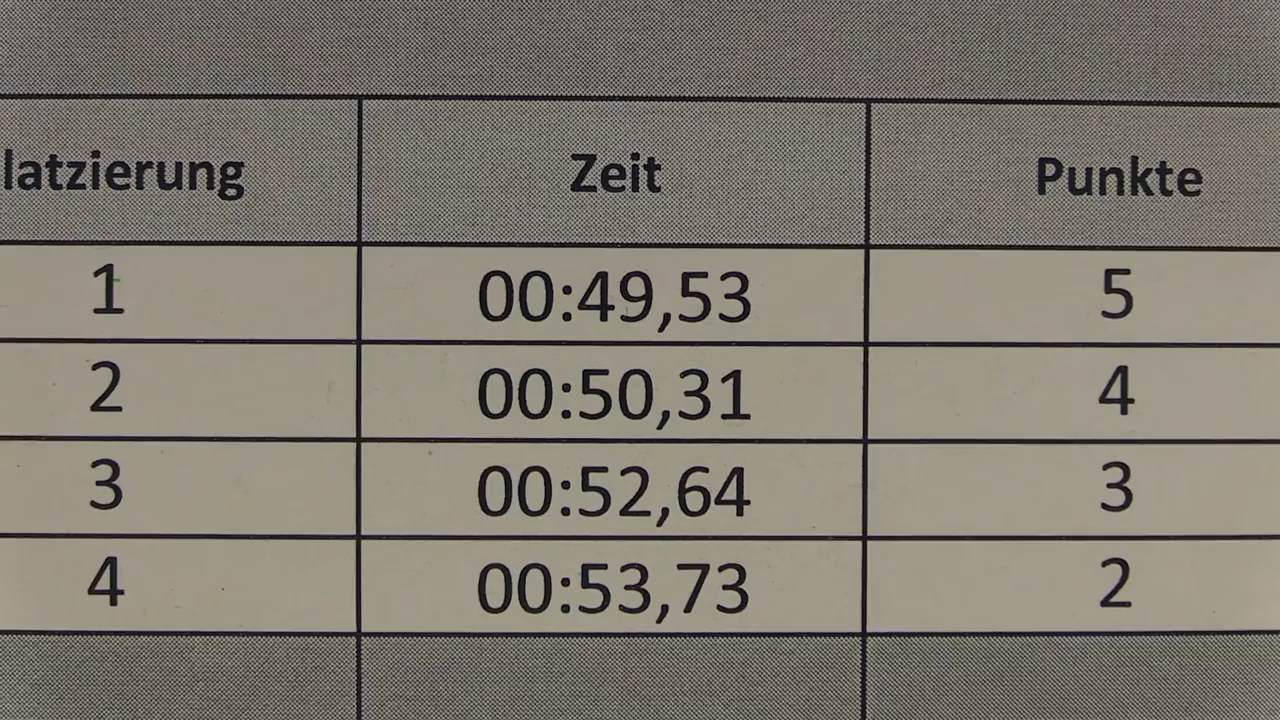 latzierung Zeit Punkte
1 00:49,53 5
2 00:50,31 4
3 00:52,64 3
4 00:53,73 2